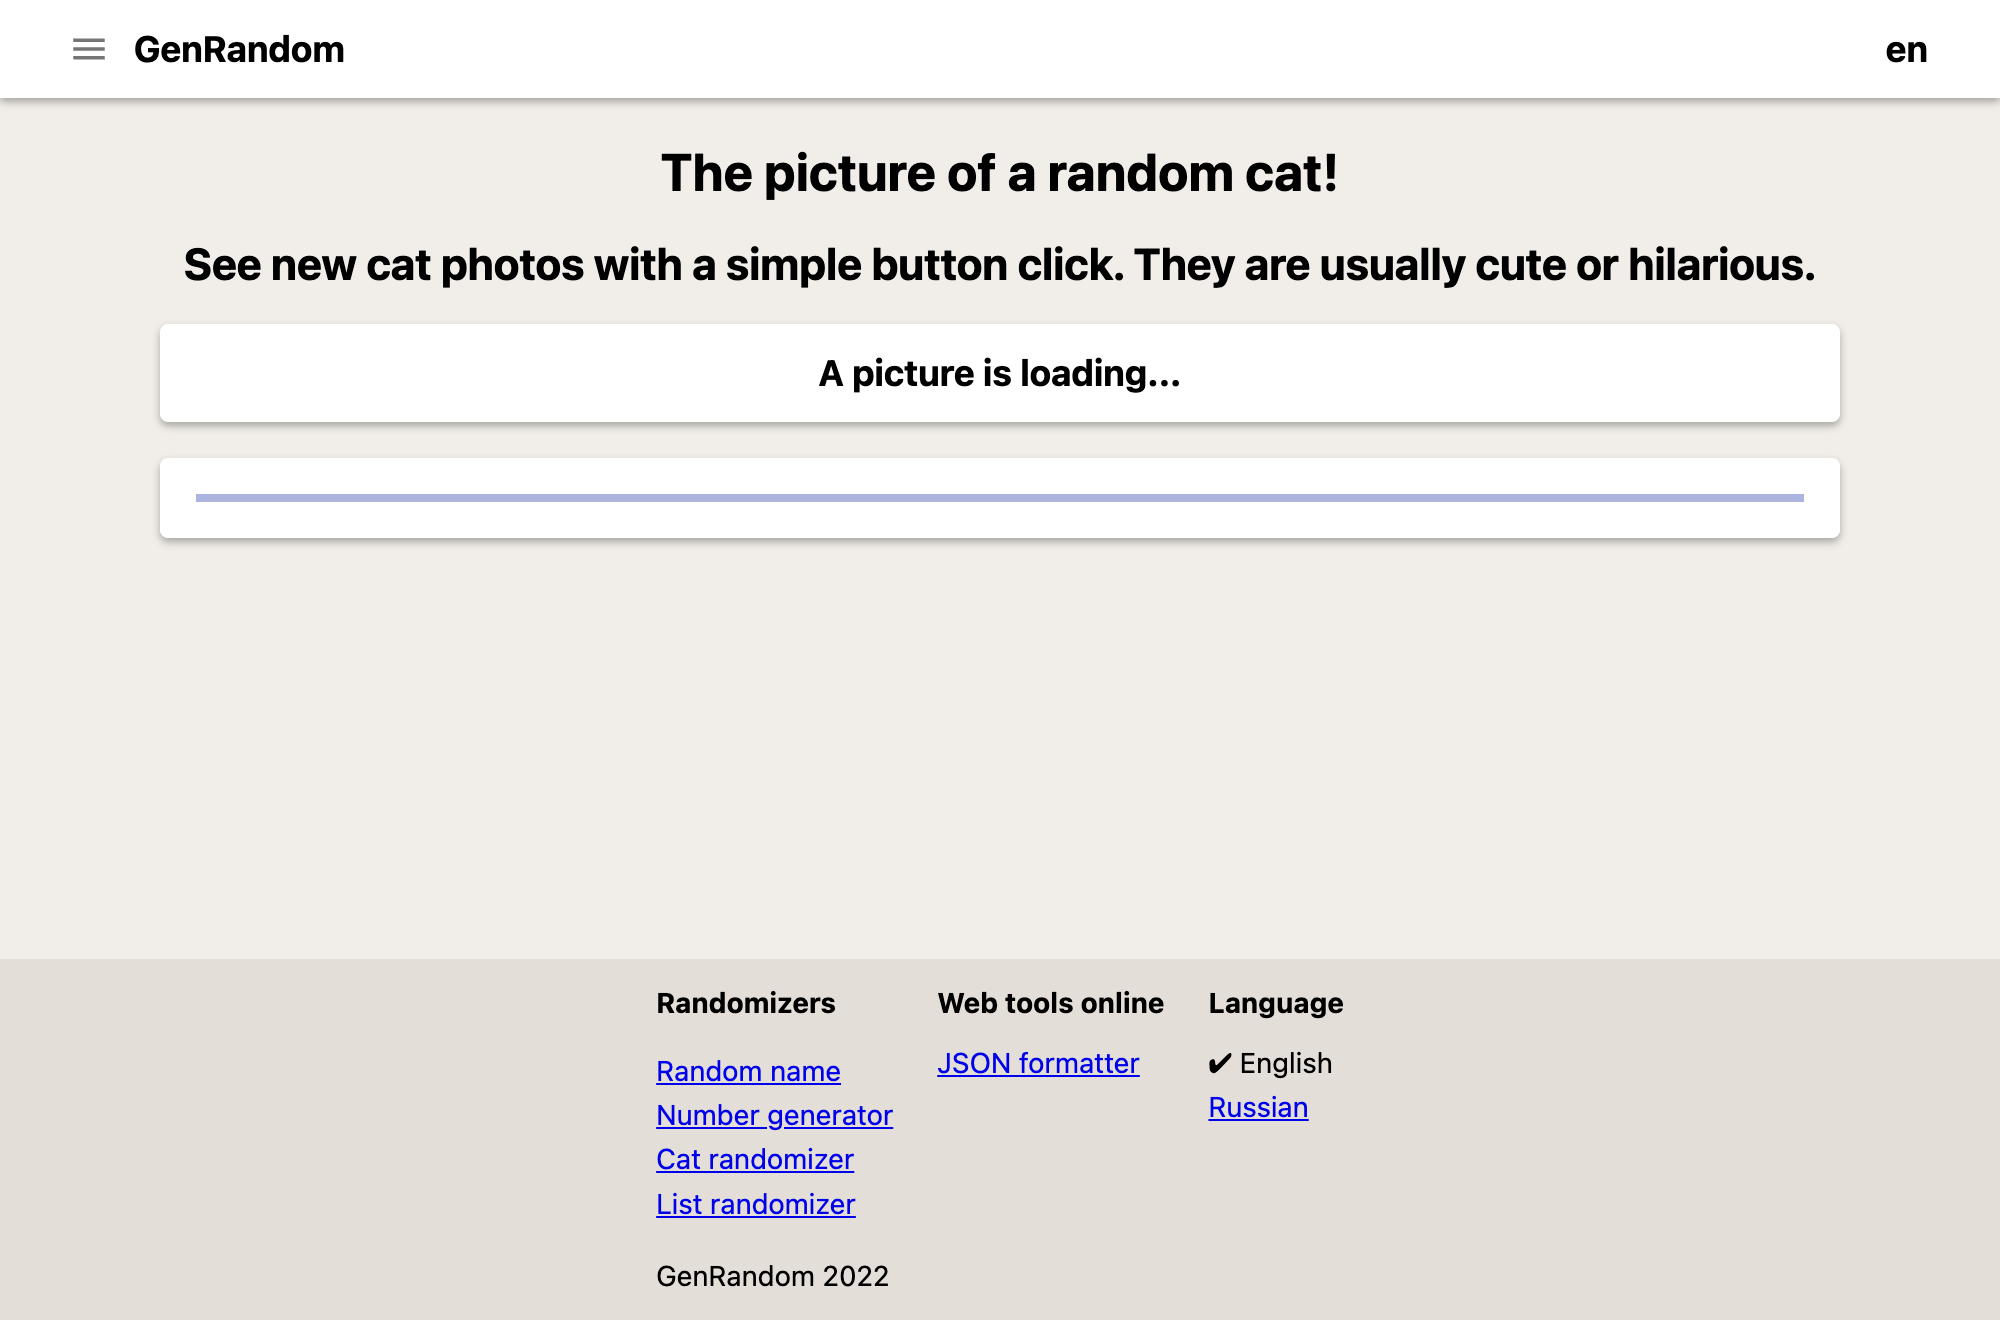 GenRandom
en
The picture of a random cat!
See new cat photos with a simple button click. They are usually cute or hilarious.
A picture is loading...
Randomizers
Random name
Number generator
Cat randomizer
List randomizer
Web tools online
JSON formatter
Language
✔ English
Russian
GenRandom 2022